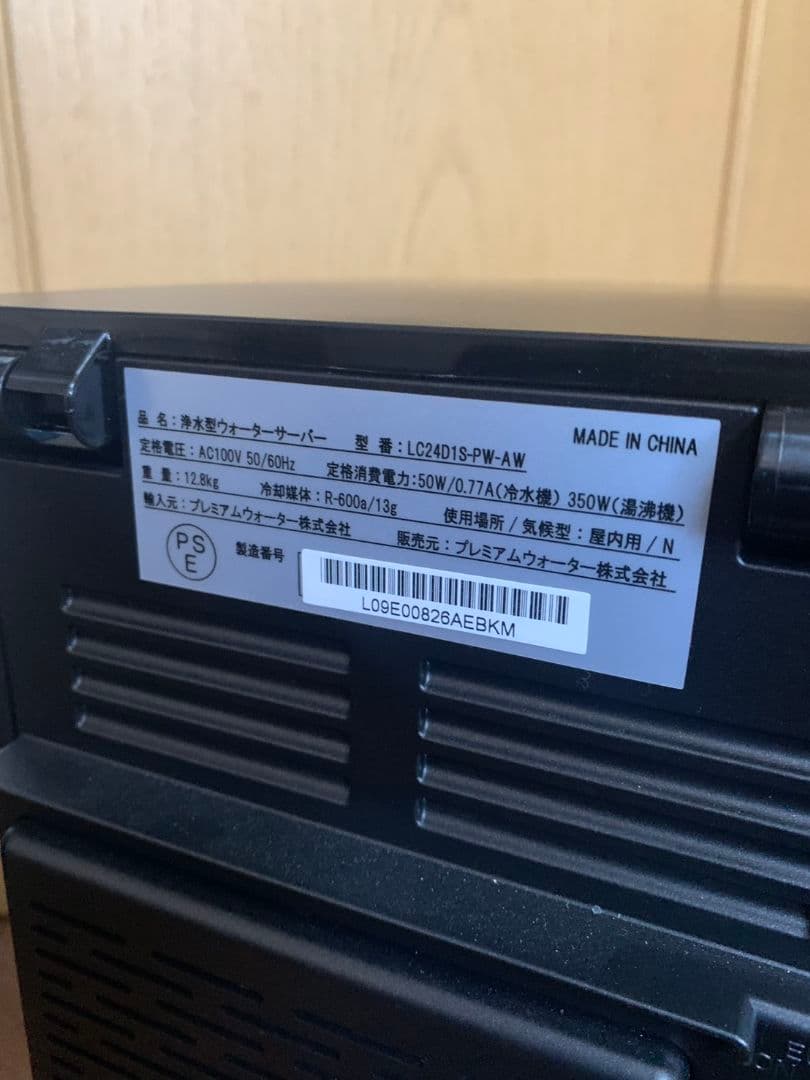 品 名：浄水型ウォーターサーバー 型 番：LC24D1S-PW-AW MADE IN CHINA
定格電圧：AC100V 50/60Hz 定格消費電力:50W/0.77A(冷水機) 350W(湯沸機)
重 量：12.8kg 冷却媒体：R-600a/13g 使用場所 / 気候型：屋内用 / N
輸入元：プレミアムウォーター株式会社 販売元：プレミアムウォーター株式会社
PS
E
製造番号
L09E00826AEBKM